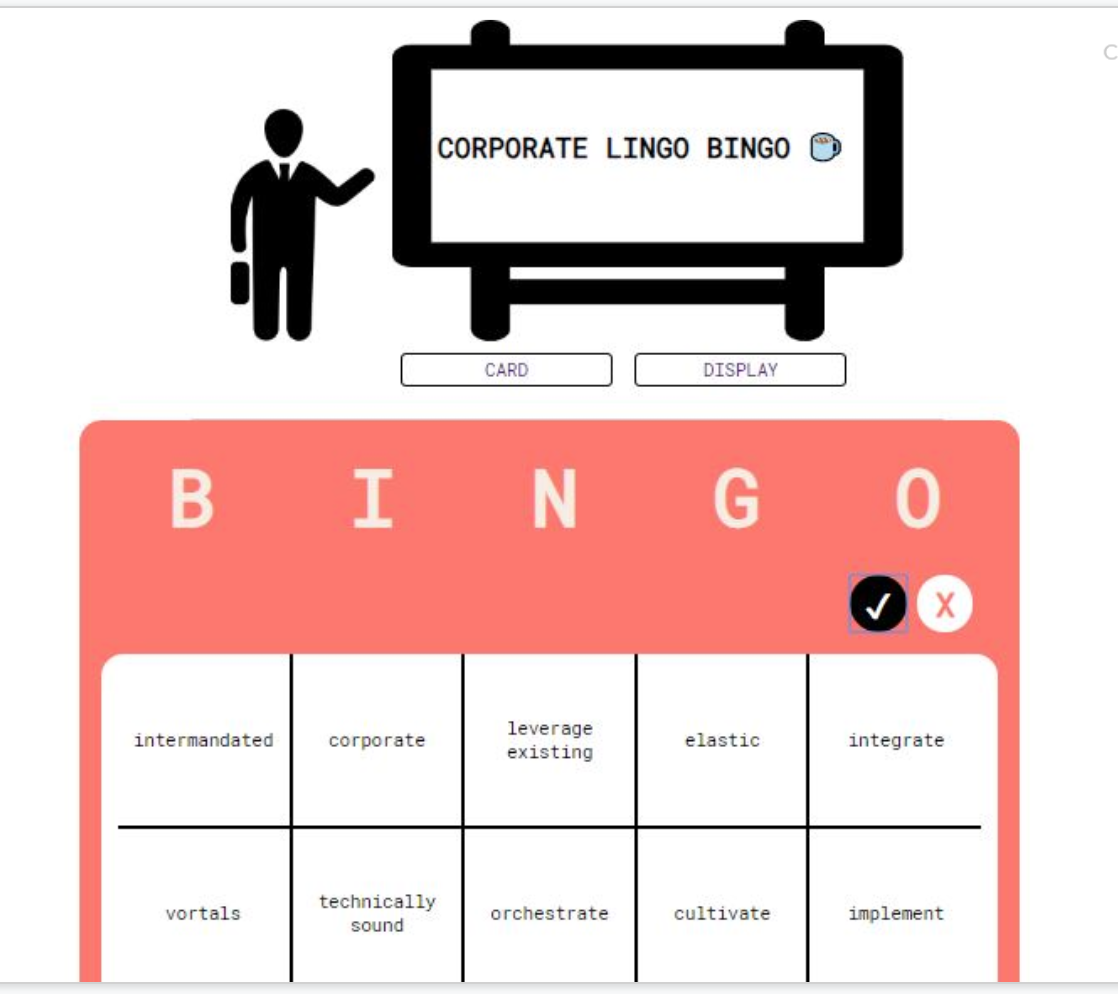 CORPORATE LINGO BINGO
CARD DISPLAY
B I N G O
✓ X
intermandated corporate leverage existing elastic integrate
vortals technically sound orchestrate cultivate implement